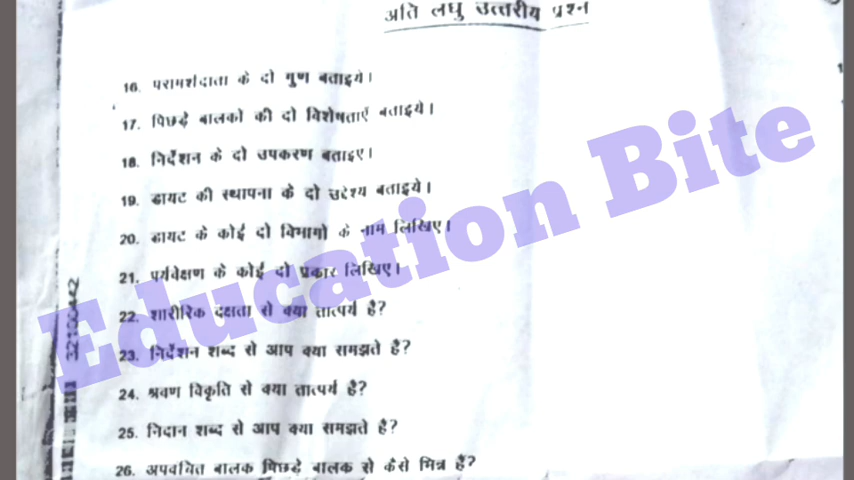 अति लघु उत्तरीय प्रश्न
16. परामर्शदाता के दो गुण बताइये।
17. पिछड़े बालकों की दो विशेषताएँ बताइये।
18. निर्देशन के दो उपकरण बताइए।
19. डायट की स्थापना के दो उद्देश्य बताइये।
20. डायट के कोई दो विभागों के नाम लिखिए।
21. पर्यवेक्षण के कोई दो प्रकार लिखिए।
22. शारीरिक दक्षता से क्या तात्पर्य है?
23. निर्देशन शब्द से आप क्या समझते हैं?
24. श्रवण विकृति से क्या तात्पर्य है?
25. निदान शब्द से आप क्या समझते हैं?
26. अपवंचित बालक पिछड़े बालक से कैसे भिन्न हैं?
Education Bite
32100442